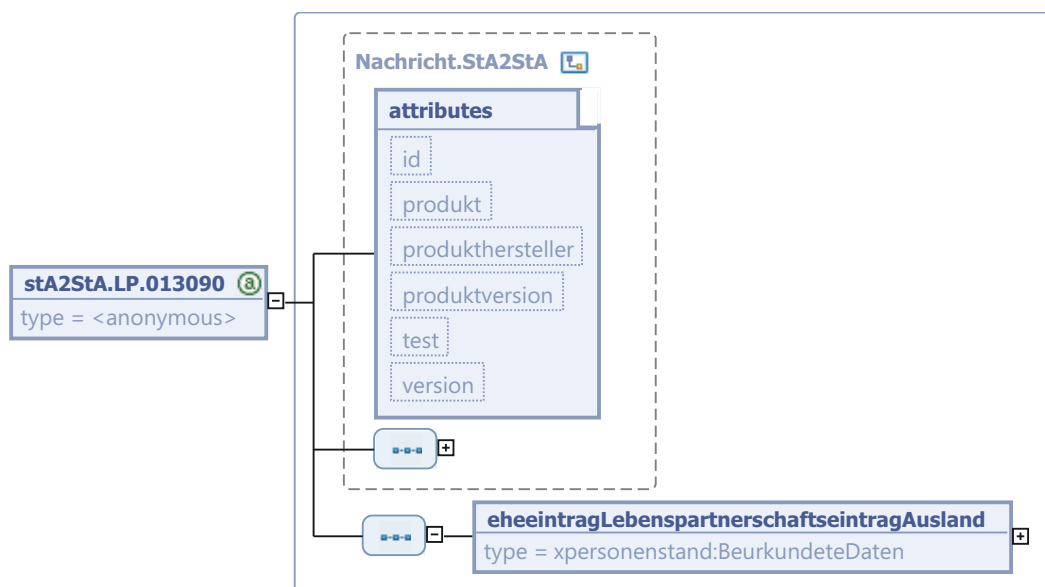 Nachricht.StA2StA
attributes
id
produkt
produkthersteller
produktversion
test
version
stA2StA.LP.013090 a
type = <anonymous>
eheeintragLebenspartnerschaftseintragAusland
type = xpersonenstand:BeurkundeteDaten